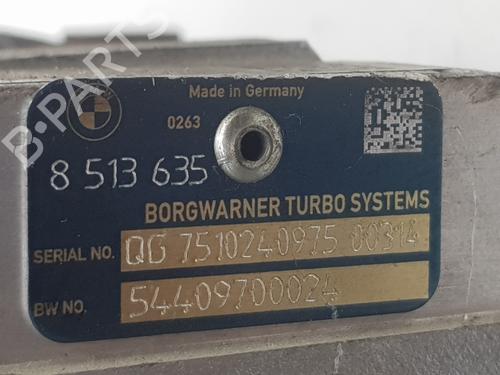 B-PARTS
BMW
Made in Germany
0263
8 513 635
BORGWARNER TURBO SYSTEMS
SERIAL NO. QG 7510240975 00314
BW NO. 54409700024